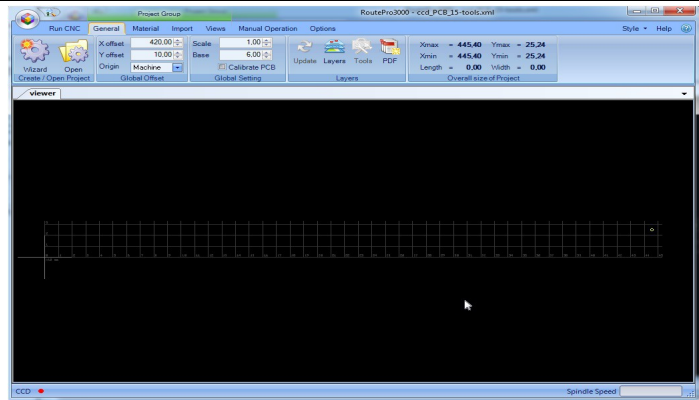 Project Group
RoutePro3000 - ccd_PCB_15-tools.xml
Run CNC General Material Import Views Manual Operation Options Style Help
X offset 420,00 Scale 1,00 Xmax = 445,40 Ymax = 25,24
Y offset 10,00 Base 6,00 Xmin = 445,40 Ymin = 25,24
Wizard Open Origin Machine Calibrate PCB Update Layers Tools PDF Length = 0,00 Width = 0,00
Create / Open Project Global Offset Global Setting Layers Overall size of Project
viewer
CCD Spindle Speed